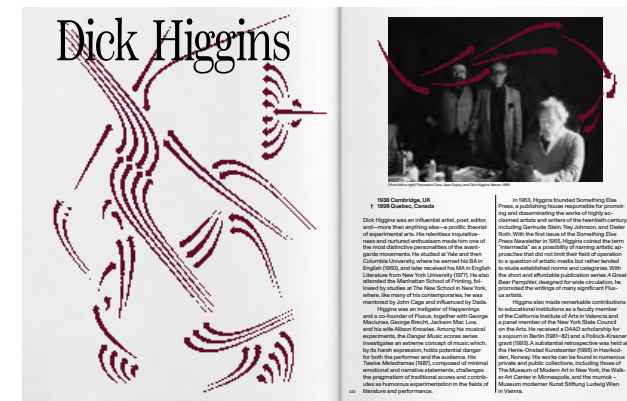 Dick Higgins
(From left to right) Francesco Conz, Jean Dupuy, and Dick Higgins, Verona, 1989
1938 Cambridge, UK
† 1998 Quebec, Canada
Dick Higgins was an influential artist, poet, editor,
and—more than anything else—a prolific theorist
of experimental arts. His relentless inquisitive-
ness and nurtured enthusiasm made him one of
the most distinctive personalities of the avant-
garde movements. He studied at Yale and then
Columbia University, where he earned his BA in
English (1960), and later received his MA in English
Literature from New York University (1977). He also
attended the Manhattan School of Printing, fol-
lowed by studies at The New School in New York,
where, like many of his contemporaries, he was
mentored by John Cage and influenced by Dada.
Higgins was an instigator of Happenings
and a co-founder of Fluxus, together with George
Maciunas, George Brecht, Jackson Mac Low,
and his wife Alison Knowles. Among his musical
experiments, the Danger Music scores series
investigates an extreme concept of music which,
by its harsh expression, holds potential danger
for both the performer and the audience. His
Twelve Metadramas (1987), composed of minimal
emotional and narrative statements, challenges
the pragmatism of traditional scores and contrib-
utes as humorous experimentation in the fields of
literature and performance.
In 1963, Higgins founded Something Else
Press, a publishing house responsible for promot-
ing and disseminating the works of highly ac-
claimed artists and writers of the twentieth century
including Gertrude Stein, Ray Johnson, and Dieter
Roth. With the first issue of the Something Else
Press Newsletter in 1965, Higgins coined the term
“intermedia” as a possibility of naming artistic ap-
proaches that did not limit their field of operation
to a question of artistic media but rather tended
to elude established norms and categories. With
the short and affordable publication series A Great
Bear Pamphlet, designed for wide circulation, he
promoted the writings of many significant Flux-
us artists.
Higgins also made remarkable contributions
to educational institutions as a faculty member
of the California Institute of Arts in Valencia and
a panel member of the New York State Council
on the Arts. He received a DAAD scholarship for
a sojourn in Berlin (1981–82) and a Pollock-Krasner
grant (1993). A substantial retrospective was held at
the Henie-Onstad Kunstsenter (1995) in Høvikod-
den, Norway. His works can be found in numerous
private and public collections, including those of
The Museum of Modern Art in New York, the Walk-
er Art Center in Minneapolis, and the mumok –
Museum moderner Kunst Stiftung Ludwig Wien
in Vienna.